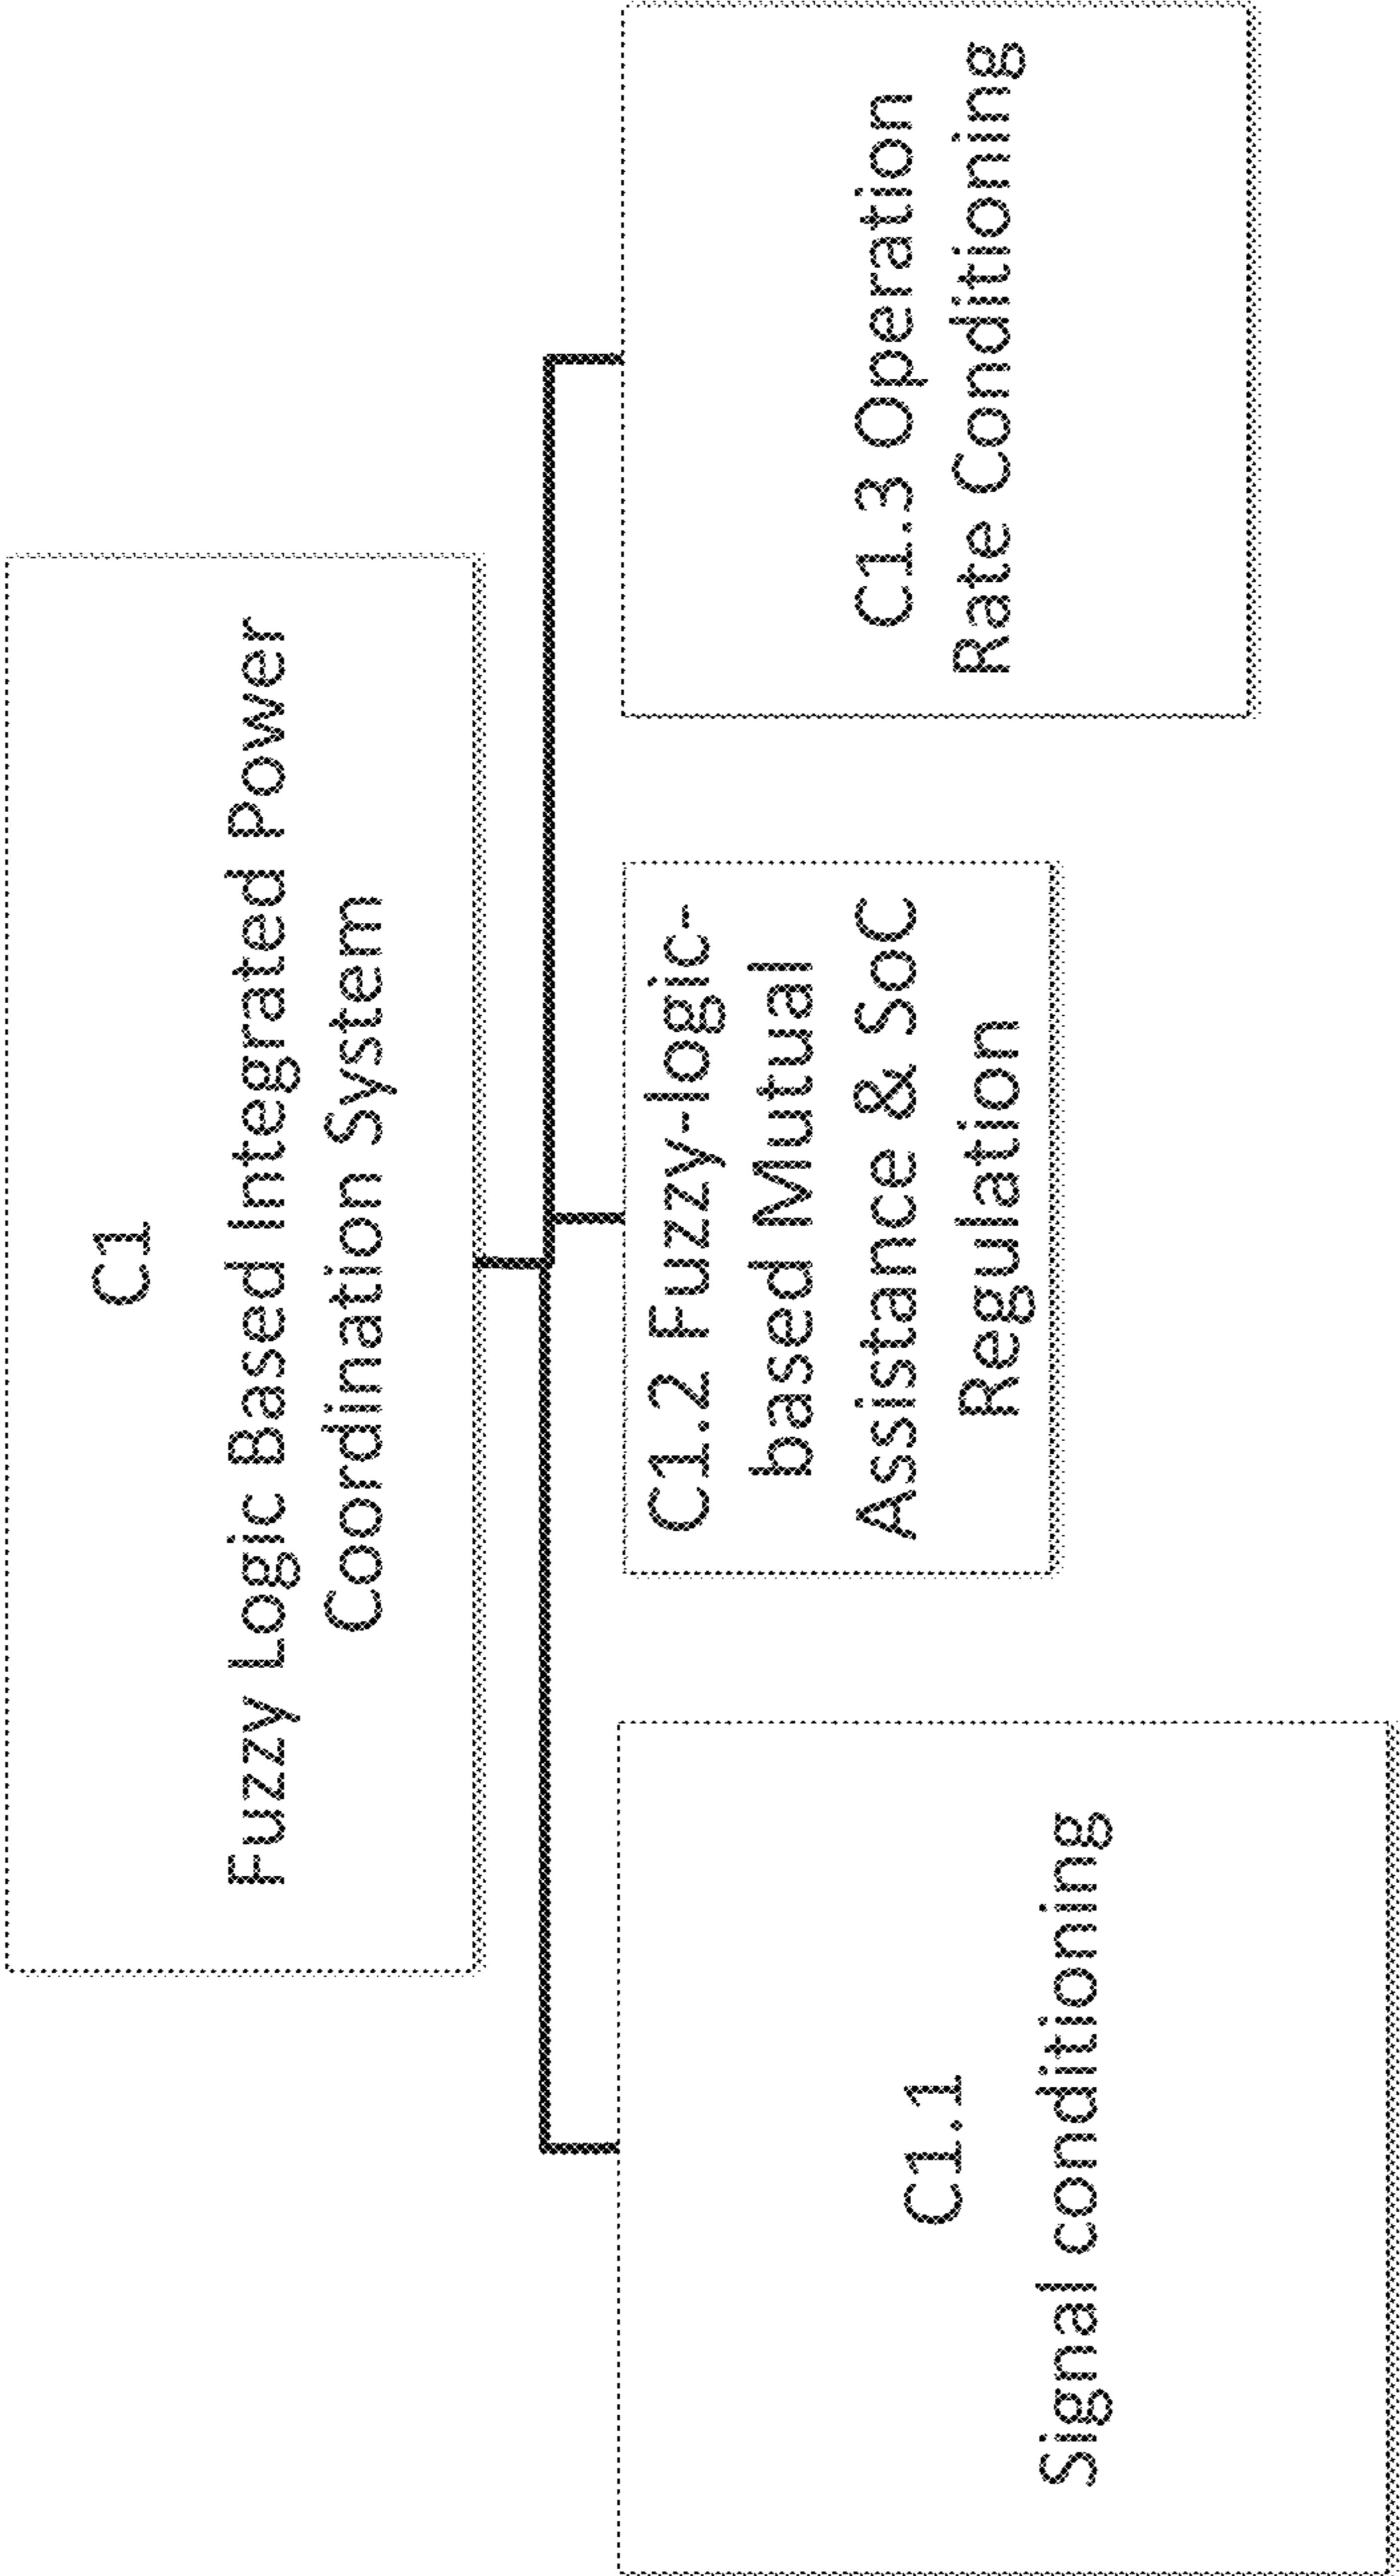 C1
Fuzzy Logic Based Integrated Power
Coordination System
C1.1
Signal conditioning
C1.2 Fuzzy-logic-
based Mutual
Assistance & SoC
Regulation
C1.3 Operation
Rate Conditioning